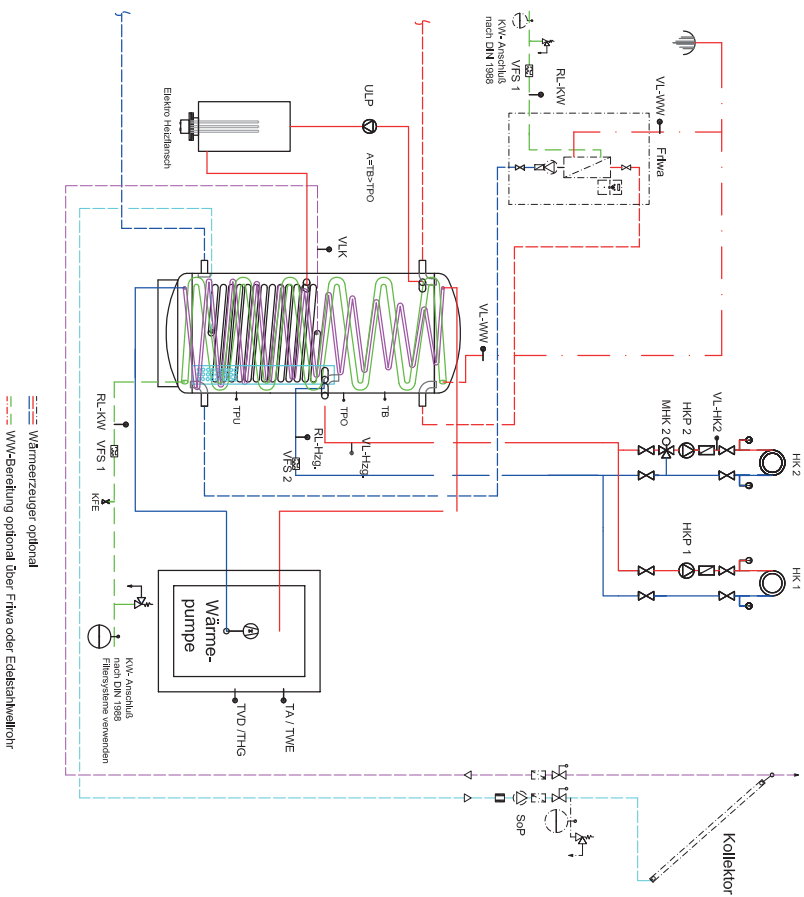 KW- Anschluß
nach DIN 1988
VFS 1
RL-KW
VL-WW
Friwa
ULP
A=TB>TPO
Elektro Heizflansch
VLK
VL-WW
TPU
TPO
TB
RL-Hzg.
VFS 2
VL-Hzg.
VL-HK2
MHK 2
HKP 2
HK 2
HKP 1
HK 1
RL-KW
VFS 1
KFE
KW- Anschluß
nach DIN 1988
Filtersysteme verwenden
Wärme-
pumpe
TVD /THG
TA / TWE
SoP
Kollektor
Wärmeerzeuger optional
WW-Bereitung optional über Friwa oder Edelstahlwellrohr